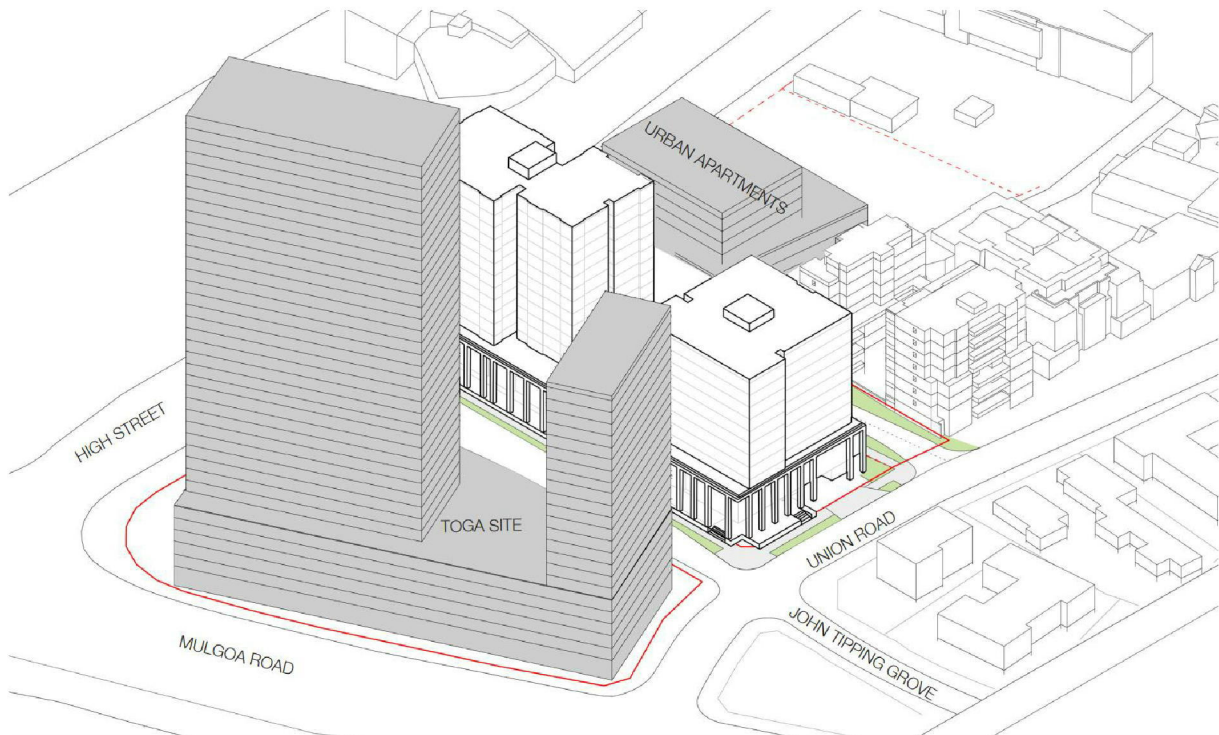 URBAN APARTMENTS
HIGH STREET
TOGA SITE
UNION ROAD
JOHN TIPPING GROVE
MULGOA ROAD